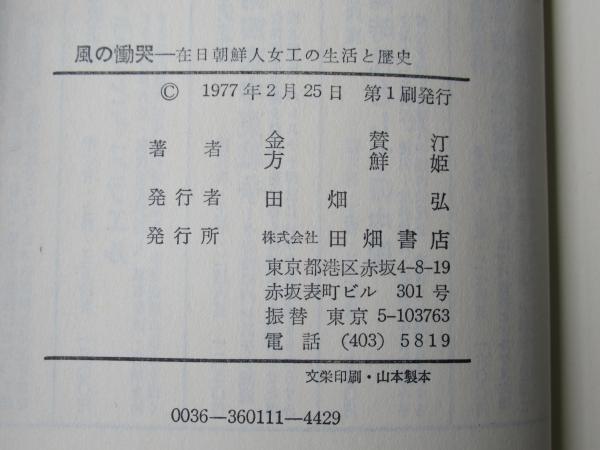 風の慟哭―在日朝鮮人女工の生活と歴史
© 1977年2月25日 第1刷発行
著者 金賛汀
方鮮姫
発行者 田畑弘
発行所 株式会社 田畑書店
東京都港区赤坂4-8-19
赤坂表町ビル 301号
振替 東京 5-103763
電話 (403) 5819
文栄印刷・山本製本
0036-360111-4429